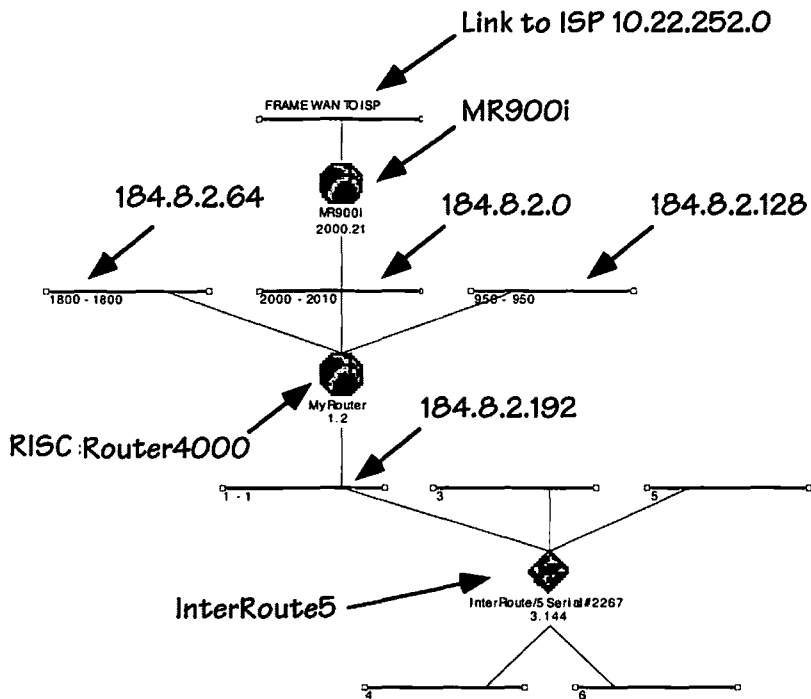 Link to ISP 10.22.252.0
FRAME WAN TO ISP
MR900i
184.8.2.64
MR900i
2000.21
184.8.2.0
184.8.2.128
1800 - 1800
2000 - 2010
950 - 950
MyRouter
1.2
184.8.2.192
RISC Router4000
1 - 1
3
5
InterRoute5
InterRoute/5 Serial#2267
3.144
4
6